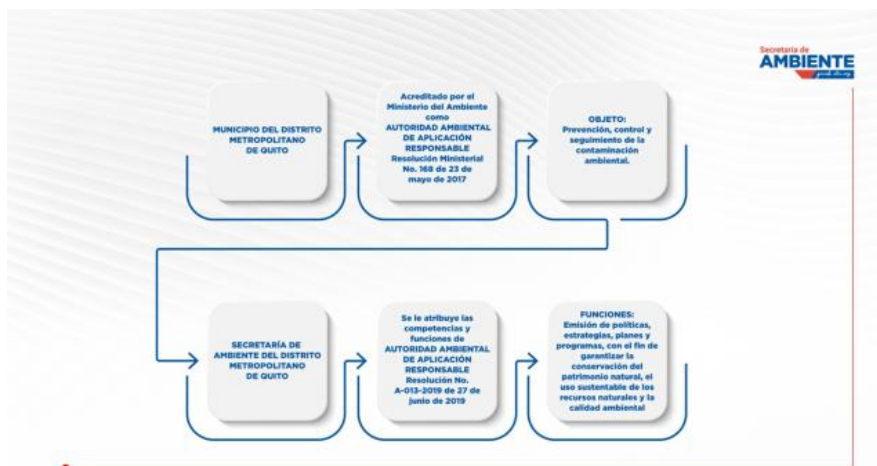 Secretaría de
AMBIENTE
MUNICIPIO DEL DISTRITO
METROPOLITANO
DE QUITO
Acreditado por el
Ministerio del Ambiente
como
AUTORIDAD AMBIENTAL
DE APLICACIÓN
RESPONSABLE
Resolución Ministerial
No. 168 de 23 de
mayo de 2017
OBJETO:
Prevención, control y
seguimiento de la
contaminación
ambiental.
SECRETARÍA DE
AMBIENTE DEL DISTRITO
METROPOLITANO
DE QUITO
Se le atribuye las
competencias y
funciones de
AUTORIDAD AMBIENTAL
DE APLICACIÓN
RESPONSABLE
Resolución No.
A-013-2019 de 27 de
junio de 2019
FUNCIONES:
Emisión de políticas,
estrategias, planes y
programas, con el fin de
garantizar la
conservación del
patrimonio natural, el
uso sustentable de los
recursos naturales y la
calidad ambiental